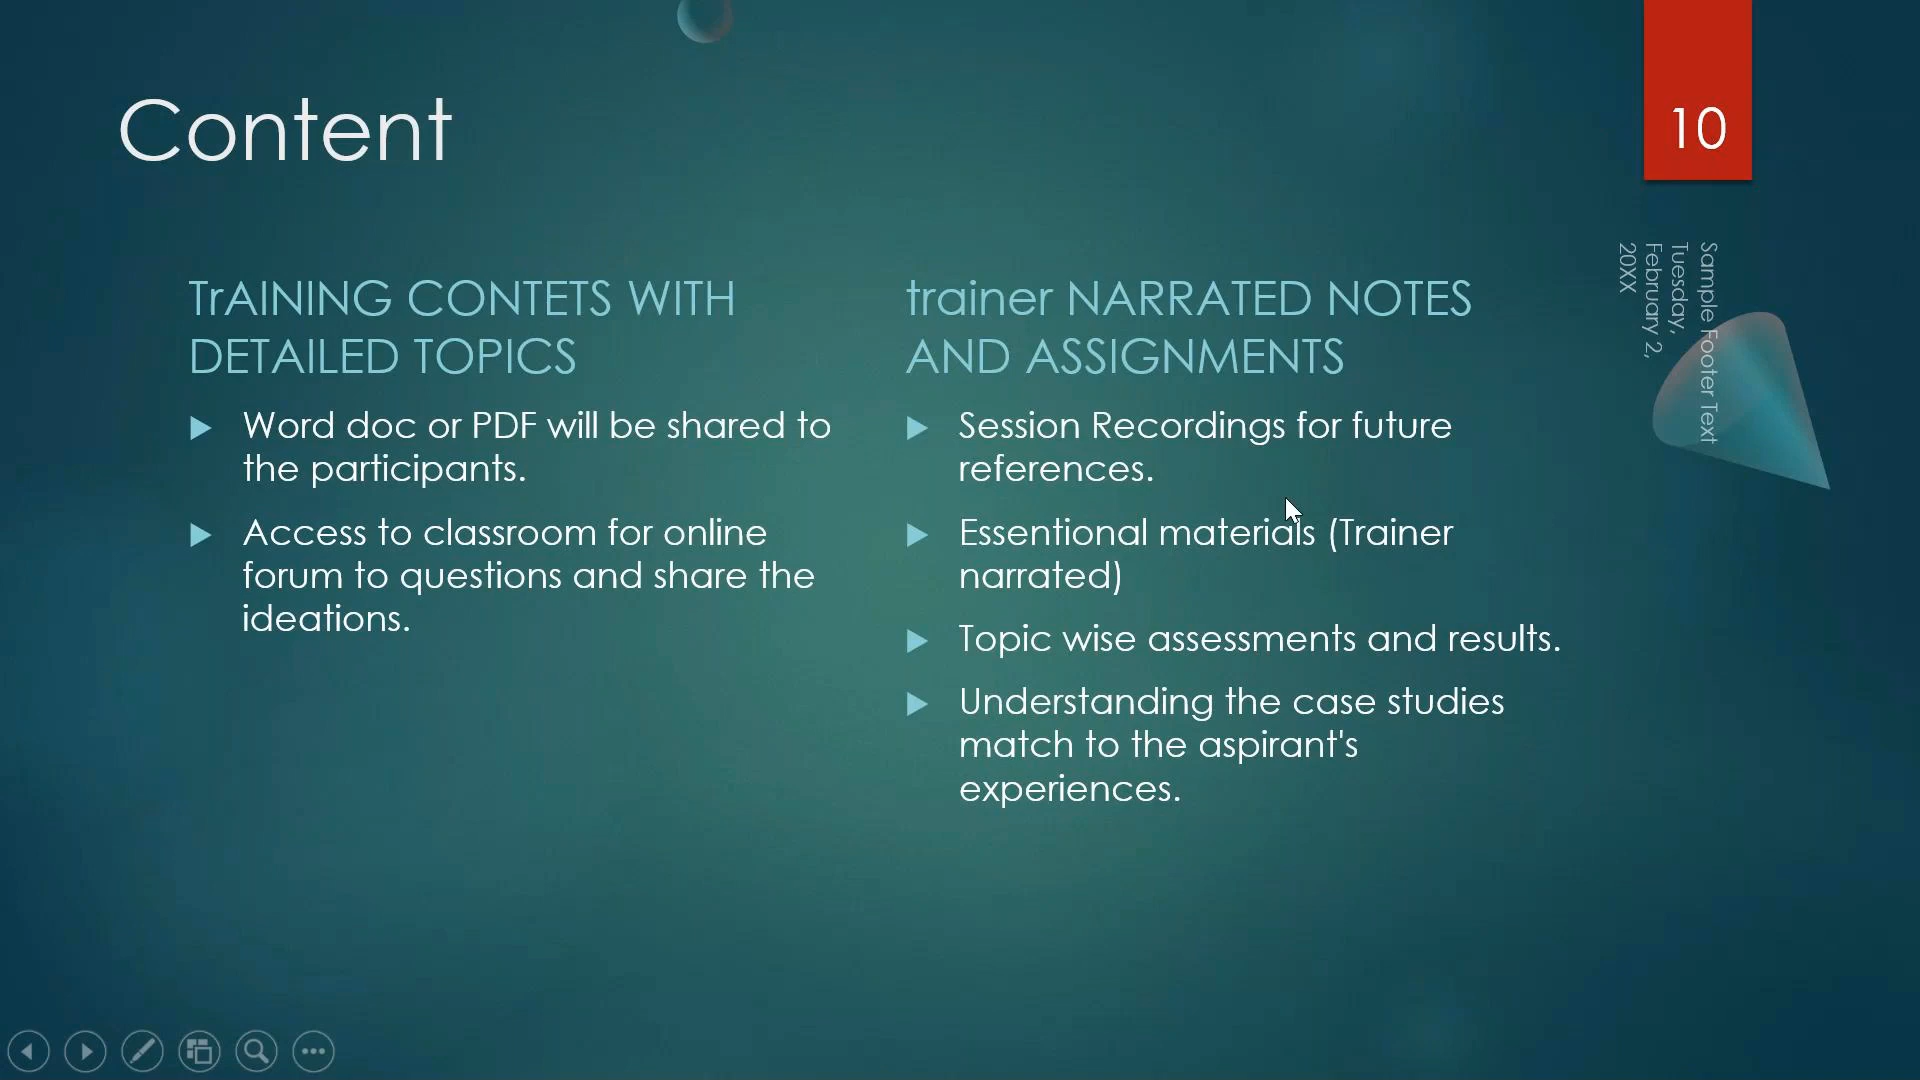 Content
10
TrAINING CONTETS WITH
DETAILED TOPICS
Word doc or PDF will be shared to
the participants.
Access to classroom for online
forum to questions and share the
ideations.
trainer NARRATED NOTES
AND ASSIGNMENTS
Session Recordings for future
references.
Essentional materials (Trainer
narrated)
Topic wise assessments and results.
Understanding the case studies
match to the aspirant's
experiences.
Sample Footer Text
Tuesday,
February 2,
20XX